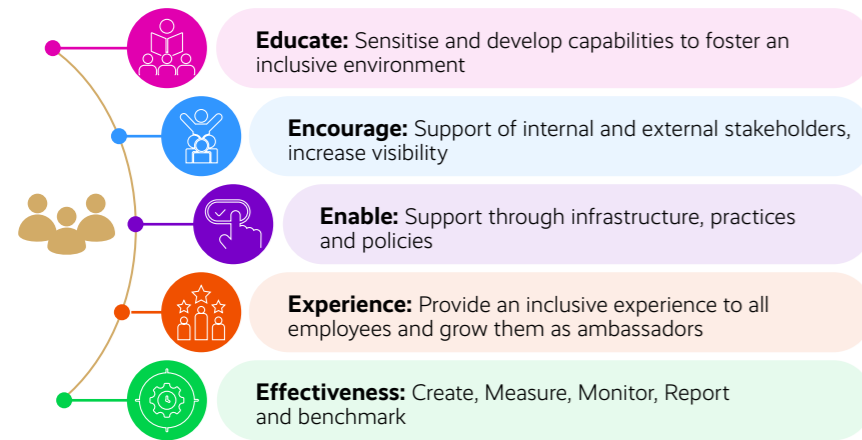 Educate: Sensitise and develop capabilities to foster an
inclusive environment
Encourage: Support of internal and external stakeholders,
increase visibility
Enable: Support through infrastructure, practices
and policies
Experience: Provide an inclusive experience to all
employees and grow them as ambassadors
Effectiveness: Create, Measure, Monitor, Report
and benchmark